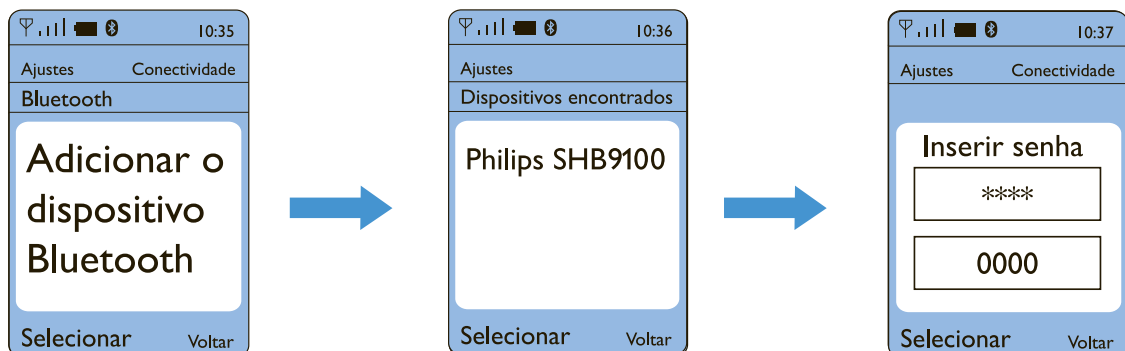 10:35
Ajustes Conectividade
Bluetooth
Adicionar o
dispositivo
Bluetooth
Selecionar Voltar
10:36
Ajustes
Dispositivos encontrados
Philips SHB9100
Selecionar Voltar
10:37
Ajustes Conectividade
Inserir senha
****
0000
Selecionar Voltar